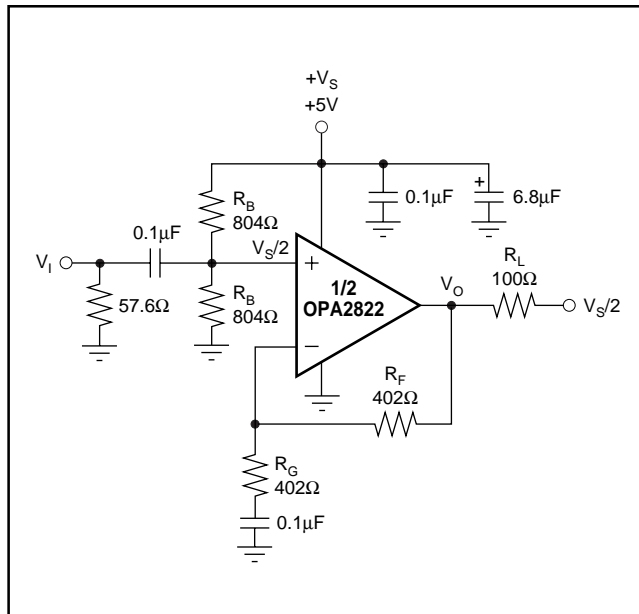 +V_S
+5V
R_B
804Ω
0.1μF
6.8μF
+
0.1μF
V_I
V_S/2
57.6Ω
R_B
804Ω
+
1/2
OPA2822
−
V_O
R_L
100Ω
V_S/2
R_F
402Ω
R_G
402Ω
0.1μF